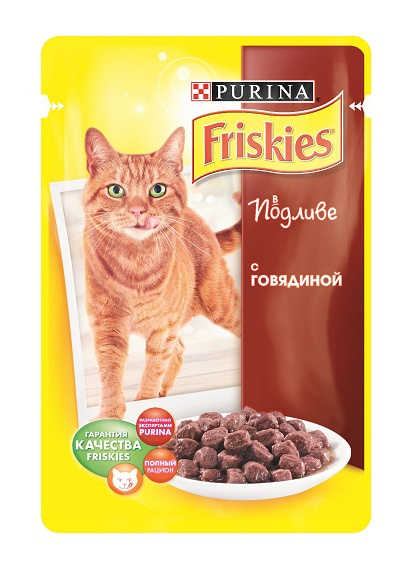 PURINA
Friskies
в
Подливе
с
ГОВЯДИНОЙ
ГАРАНТИЯ
КАЧЕСТВА
FRISKIES
РАЗРАБОТАНО
ЭКСПЕРТАМИ
PURINA
ПОЛНЫЙ
РАЦИОН